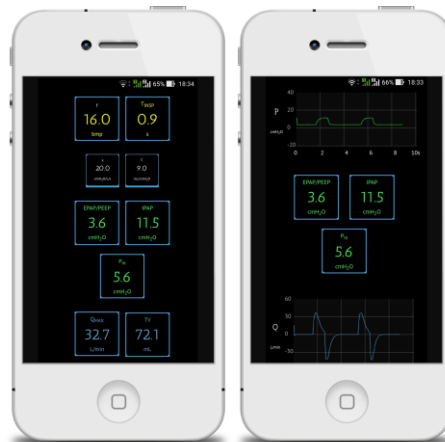 65% 18:34
f
TINSP
16.0
0.9
bmp
s
20.0
9.0
EPAP/PEEP
IPAP
3.6
11.5
cmH2O
cmH2O
Pm
5.6
cmH2O
TV
32.7
72.1
L/min
mL
66% 18:33
40
P
20
cmH2O
0
0 2 4 6 8 10s
EPAP/PEEP
IPAP
3.6
11.5
cmH2O
cmH2O
5.6
cmH2O
60
Q
30
L/min
0
-30